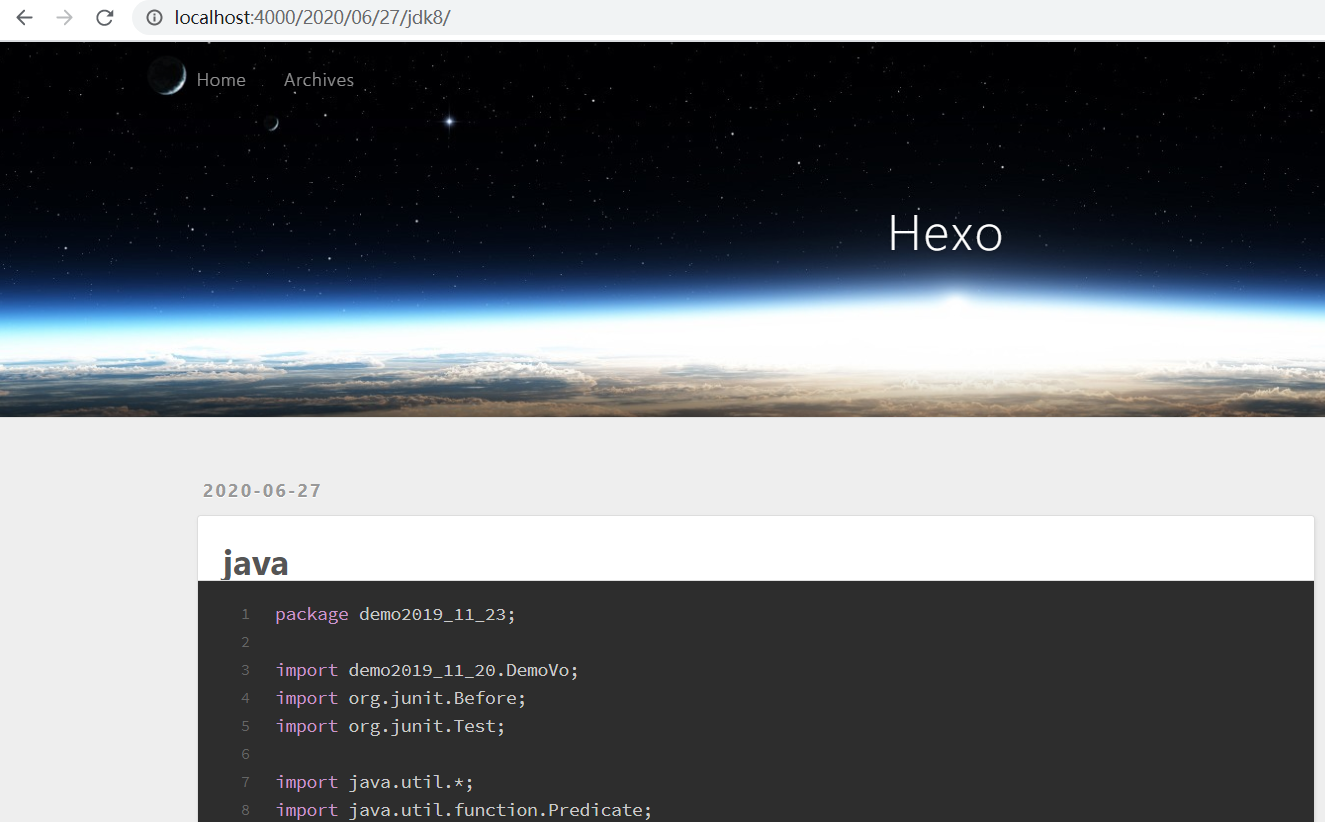 localhost:4000/2020/06/27/jdk8/
Home Archives
Hexo
2020-06-27
java
1 package demo2019_11_23;
2
3 import demo2019_11_20.DemoVo;
4 import org.junit.Before;
5 import org.junit.Test;
6
7 import java.util.*;
8 import java.util.function.Predicate;